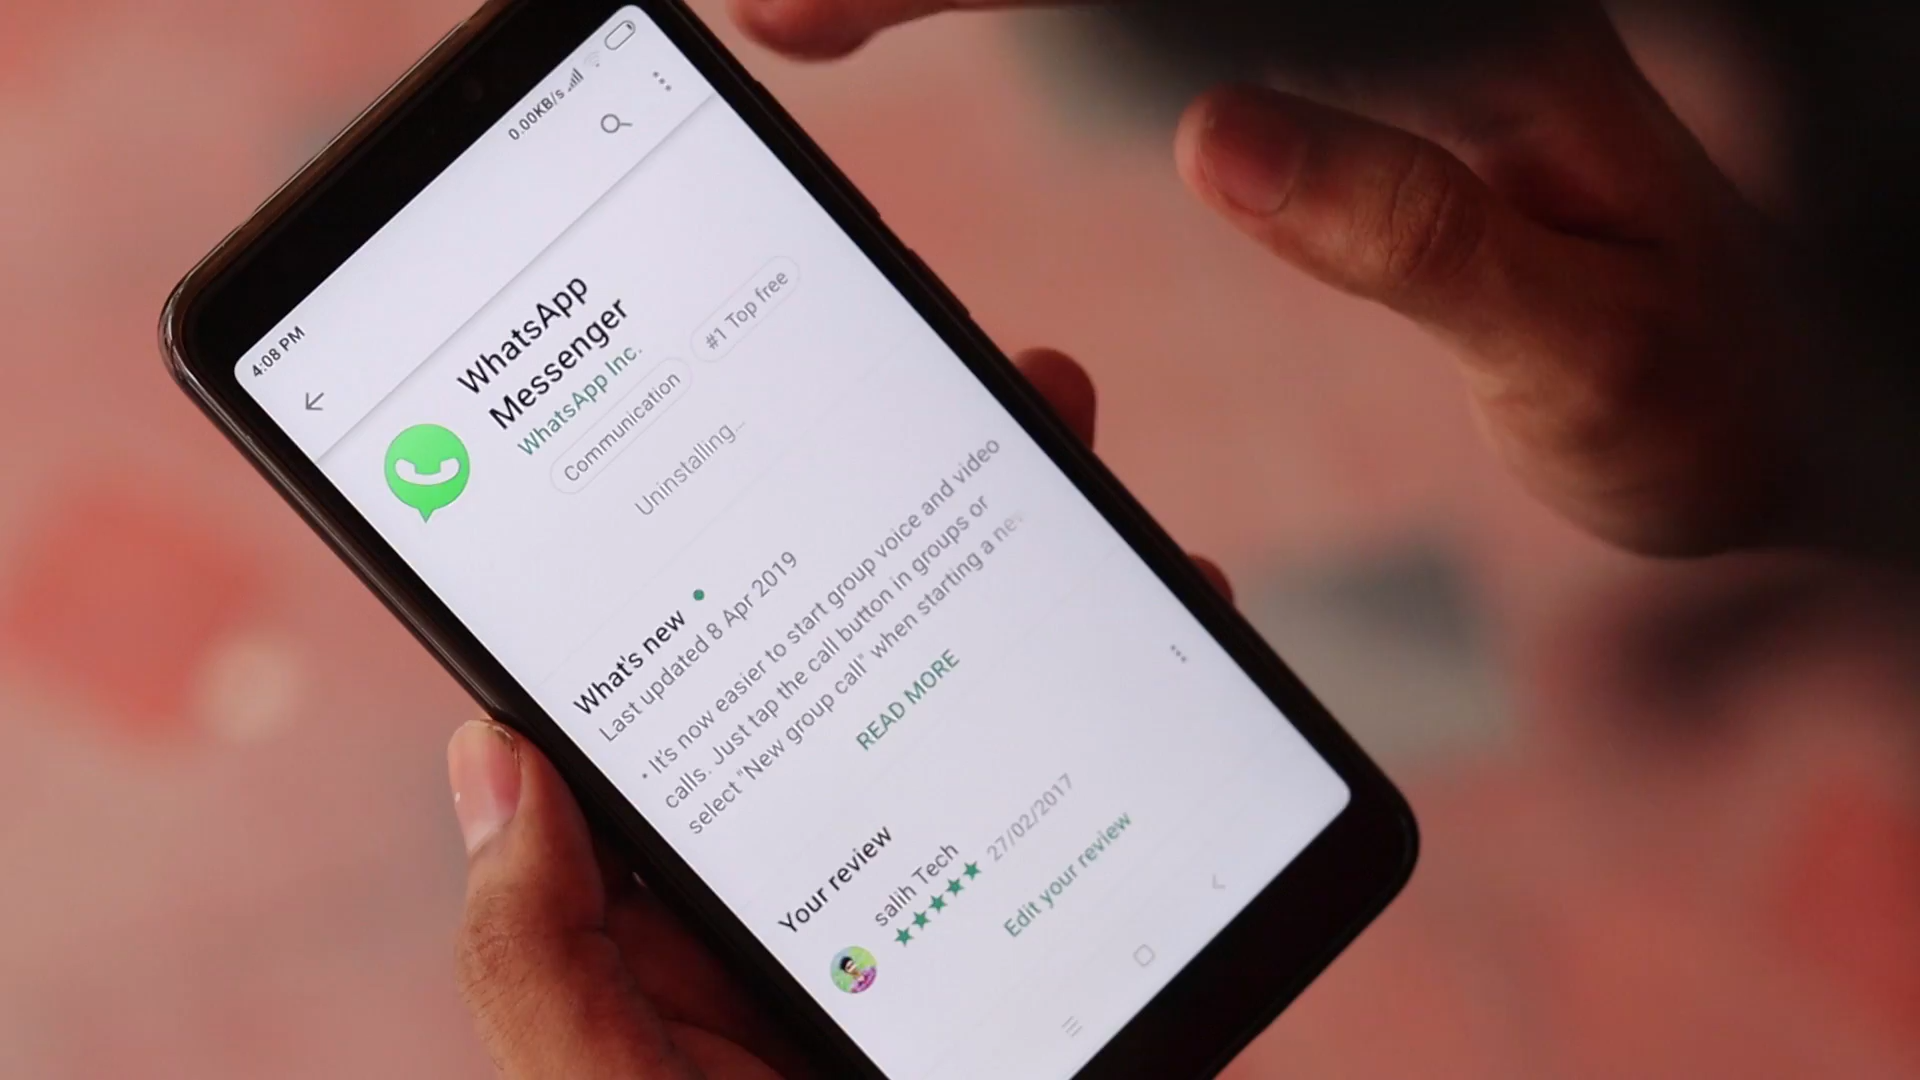 4:08 PM
0.00KB/s
WhatsApp
Messenger
WhatsApp Inc.
Communication
#1 Top free
Uninstalling...
What's new
Last updated 8 Apr 2019
• It's now easier to start group voice and video
calls. Just tap the call button in groups or
select "New group call" when starting a new
READ MORE
Your review
salih Tech
★★★★★ 27/02/2017
Edit your review